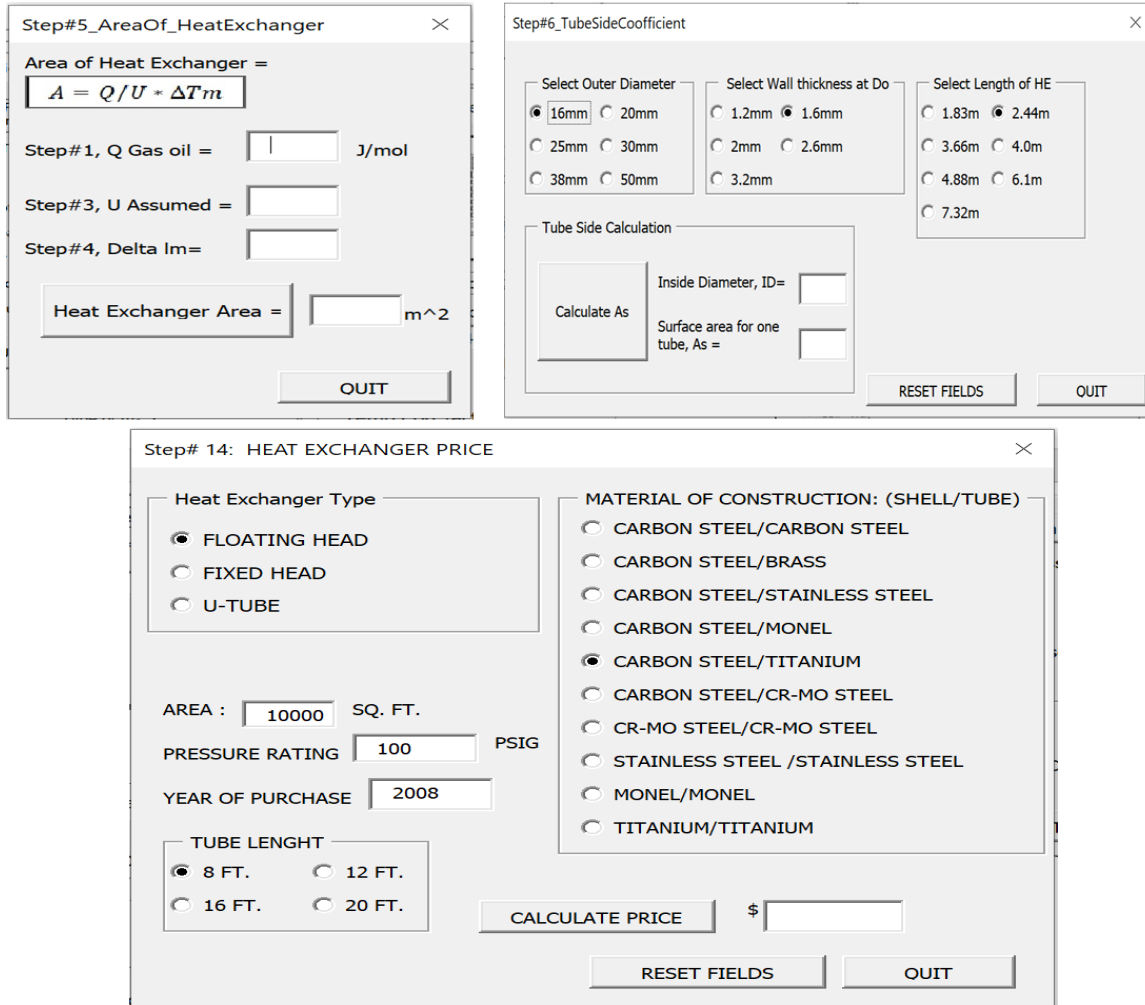 Step#5_AreaOf_HeatExchanger
Area of Heat Exchanger =
A = Q/U * ΔTm
Step#1, Q Gas oil = J/mol
Step#3, U Assumed =
Step#4, Delta lm=
Heat Exchanger Area = m^2
QUIT
Step#6_TubeSideCoofficient
Select Outer Diameter
16mm 20mm
25mm 30mm
38mm 50mm
Select Wall thickness at Do
1.2mm 1.6mm
2mm 2.6mm
3.2mm
Select Length of HE
1.83m 2.44m
3.66m 4.0m
4.88m 6.1m
7.32m
Tube Side Calculation
Calculate As
Inside Diameter, ID=
Surface area for one
tube, As =
RESET FIELDS QUIT
Step# 14: HEAT EXCHANGER PRICE
Heat Exchanger Type
FLOATING HEAD
FIXED HEAD
U-TUBE
MATERIAL OF CONSTRUCTION: (SHELL/TUBE)
CARBON STEEL/CARBON STEEL
CARBON STEEL/BRASS
CARBON STEEL/STAINLESS STEEL
CARBON STEEL/MONEL
CARBON STEEL/TITANIUM
CARBON STEEL/CR-MO STEEL
CR-MO STEEL/CR-MO STEEL
STAINLESS STEEL /STAINLESS STEEL
MONEL/MONEL
TITANIUM/TITANIUM
AREA : 10000 SQ. FT.
PRESSURE RATING 100 PSIG
YEAR OF PURCHASE 2008
TUBE LENGHT
8 FT. 12 FT.
16 FT. 20 FT.
CALCULATE PRICE $
RESET FIELDS QUIT